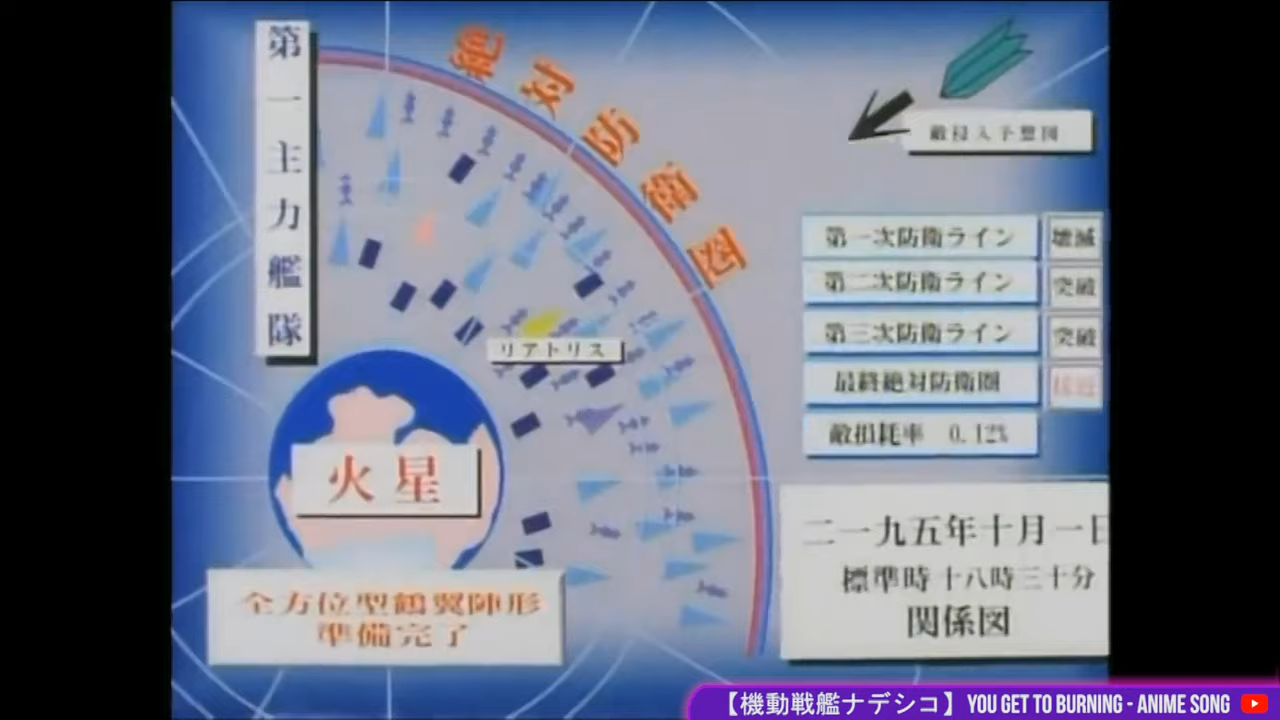 第一主力艦隊
絶対防衛圏
敵侵入予想図
第一次防衛ライン 壊滅
第二次防衛ライン 突破
第三次防衛ライン 突破
最終絶対防衛圏
敵損耗率 0.12%
リアトリス
火星
全方位型鶴翼陣形
準備完了
二一九五年十月一日
標準時十八時三十分
関係図
【機動戦艦ナデシコ】YOU GET TO BURNING - ANIME SONG